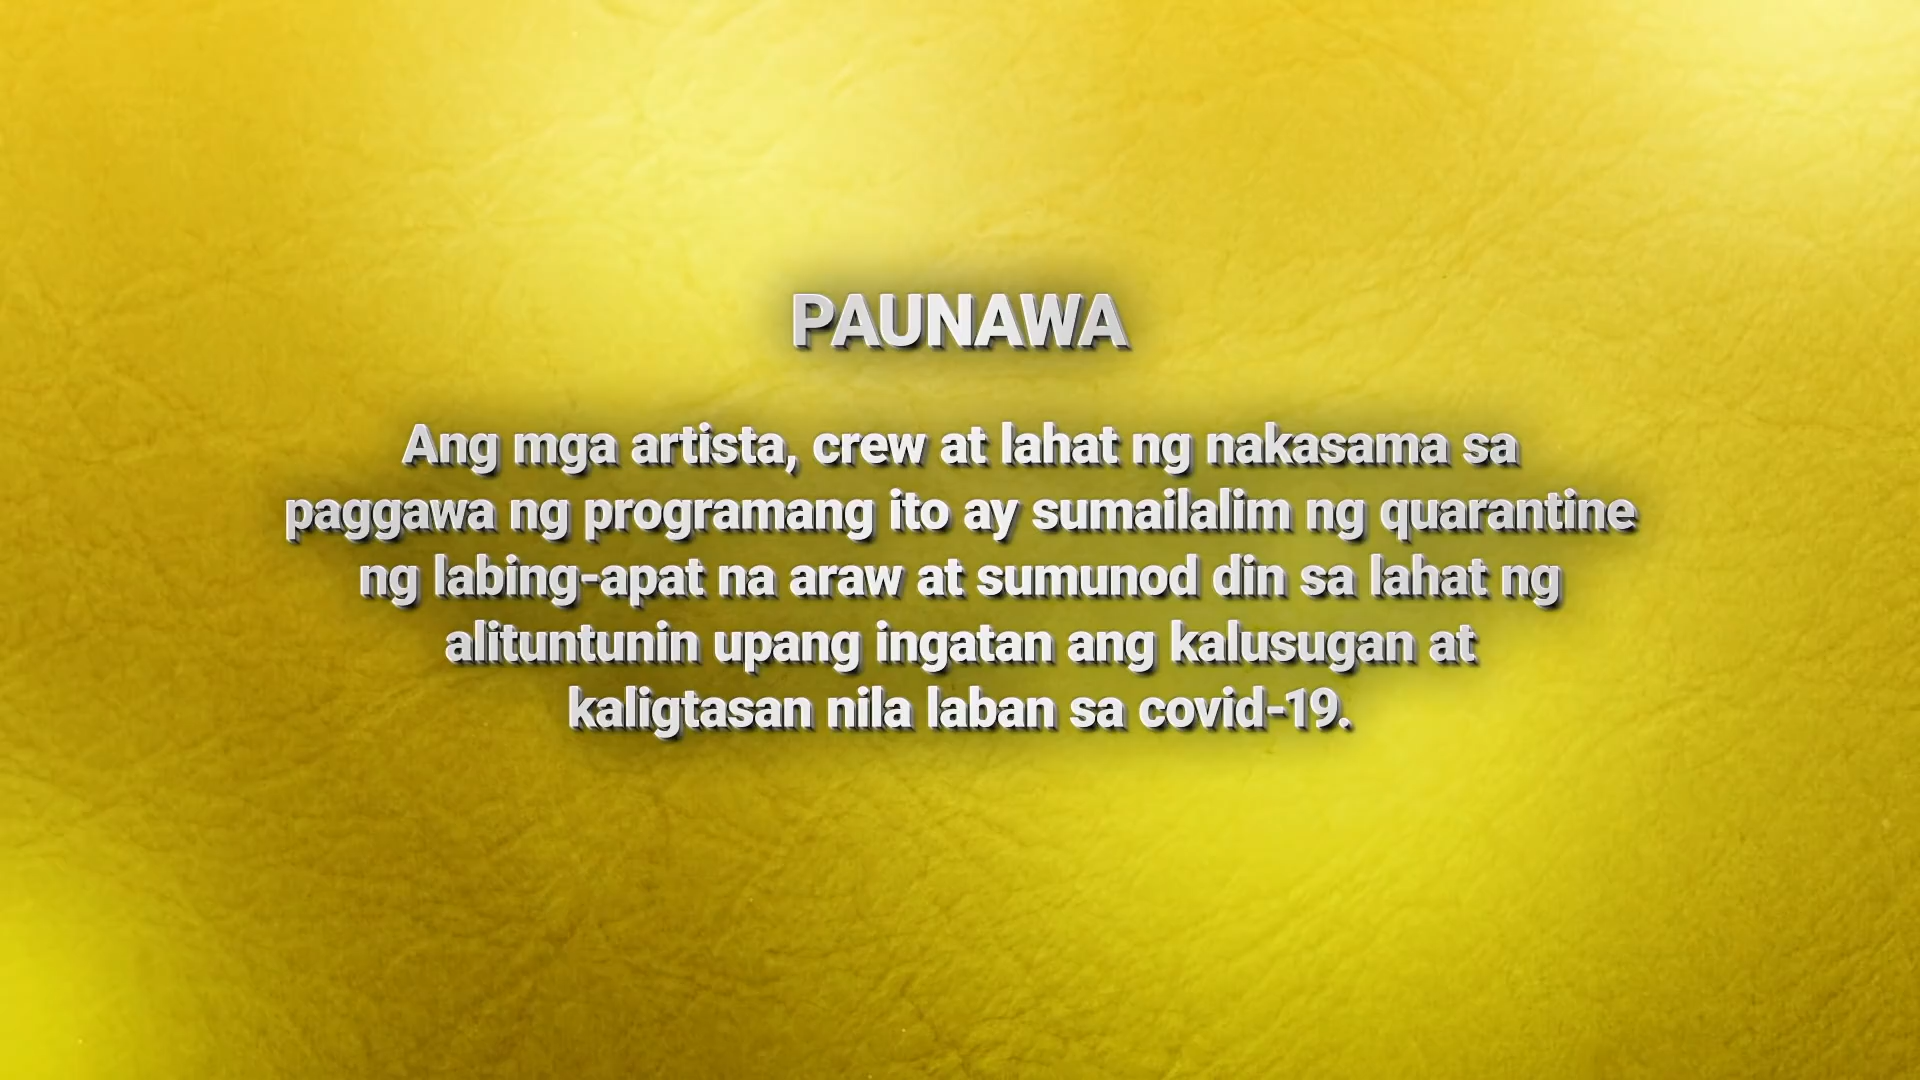 PAUNAWA
Ang mga artista, crew at lahat ng nakasama sa
paggawa ng programang ito ay sumailalim ng quarantine
ng labing-apat na araw at sumunod din sa lahat ng
alituntunin upang ingatan ang kalusugan at
kaligtasan nila laban sa covid-19.